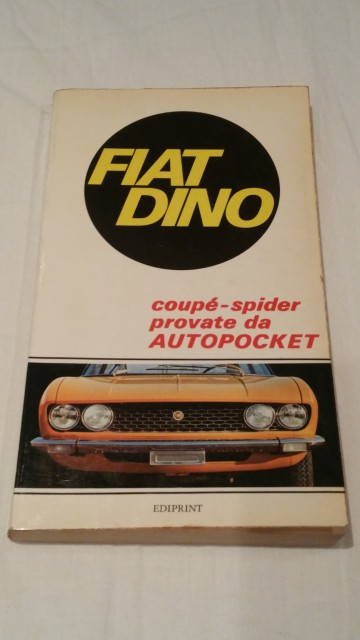 FIAT
DINO
coupé-spider
provate da
AUTOPOCKET
EDIPRINT